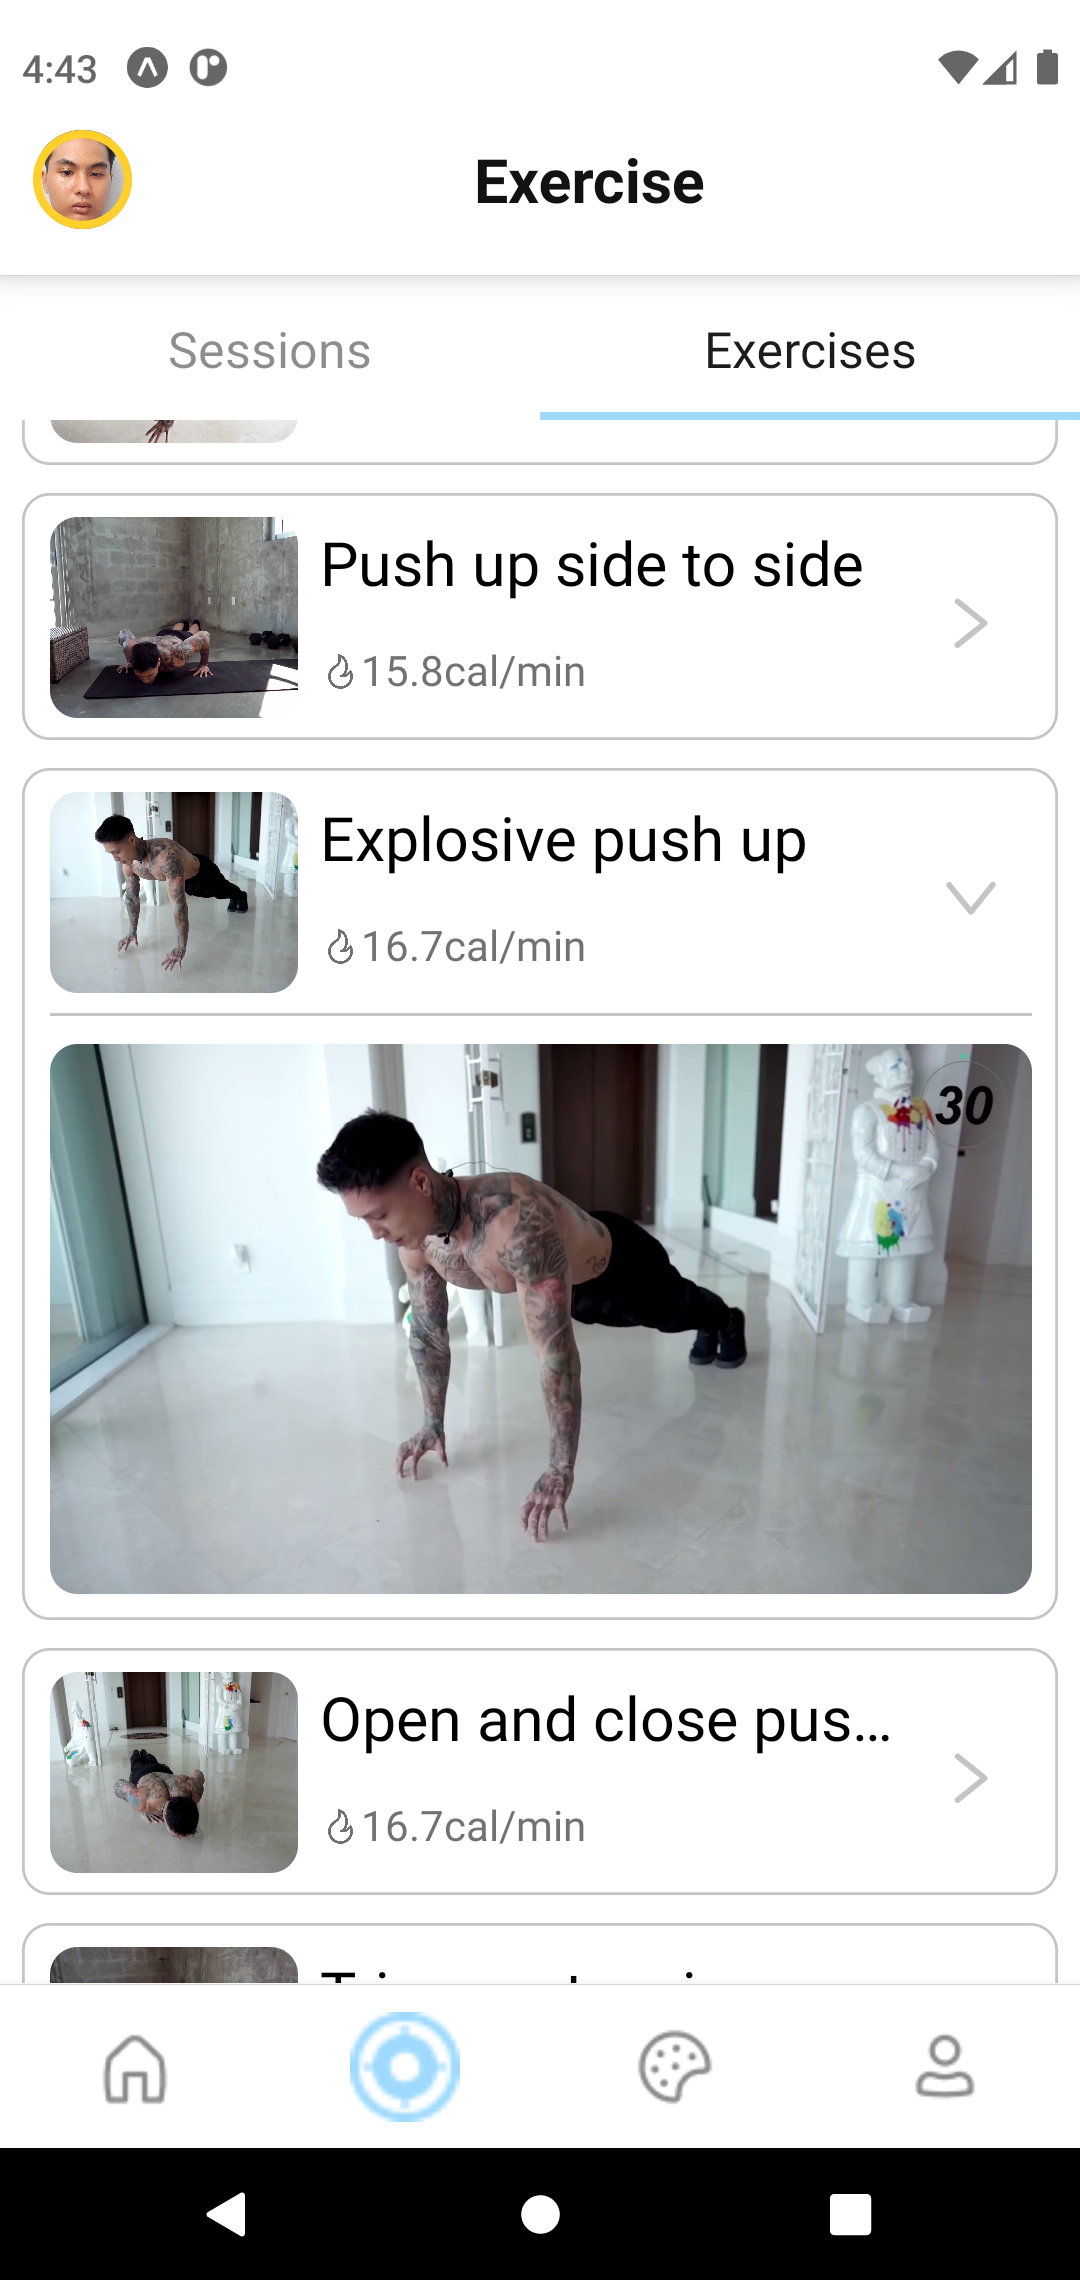 4:43
Exercise
Sessions
Exercises
Push up side to side
15.8cal/min
Explosive push up
16.7cal/min
30
Open and close pus...
16.7cal/min